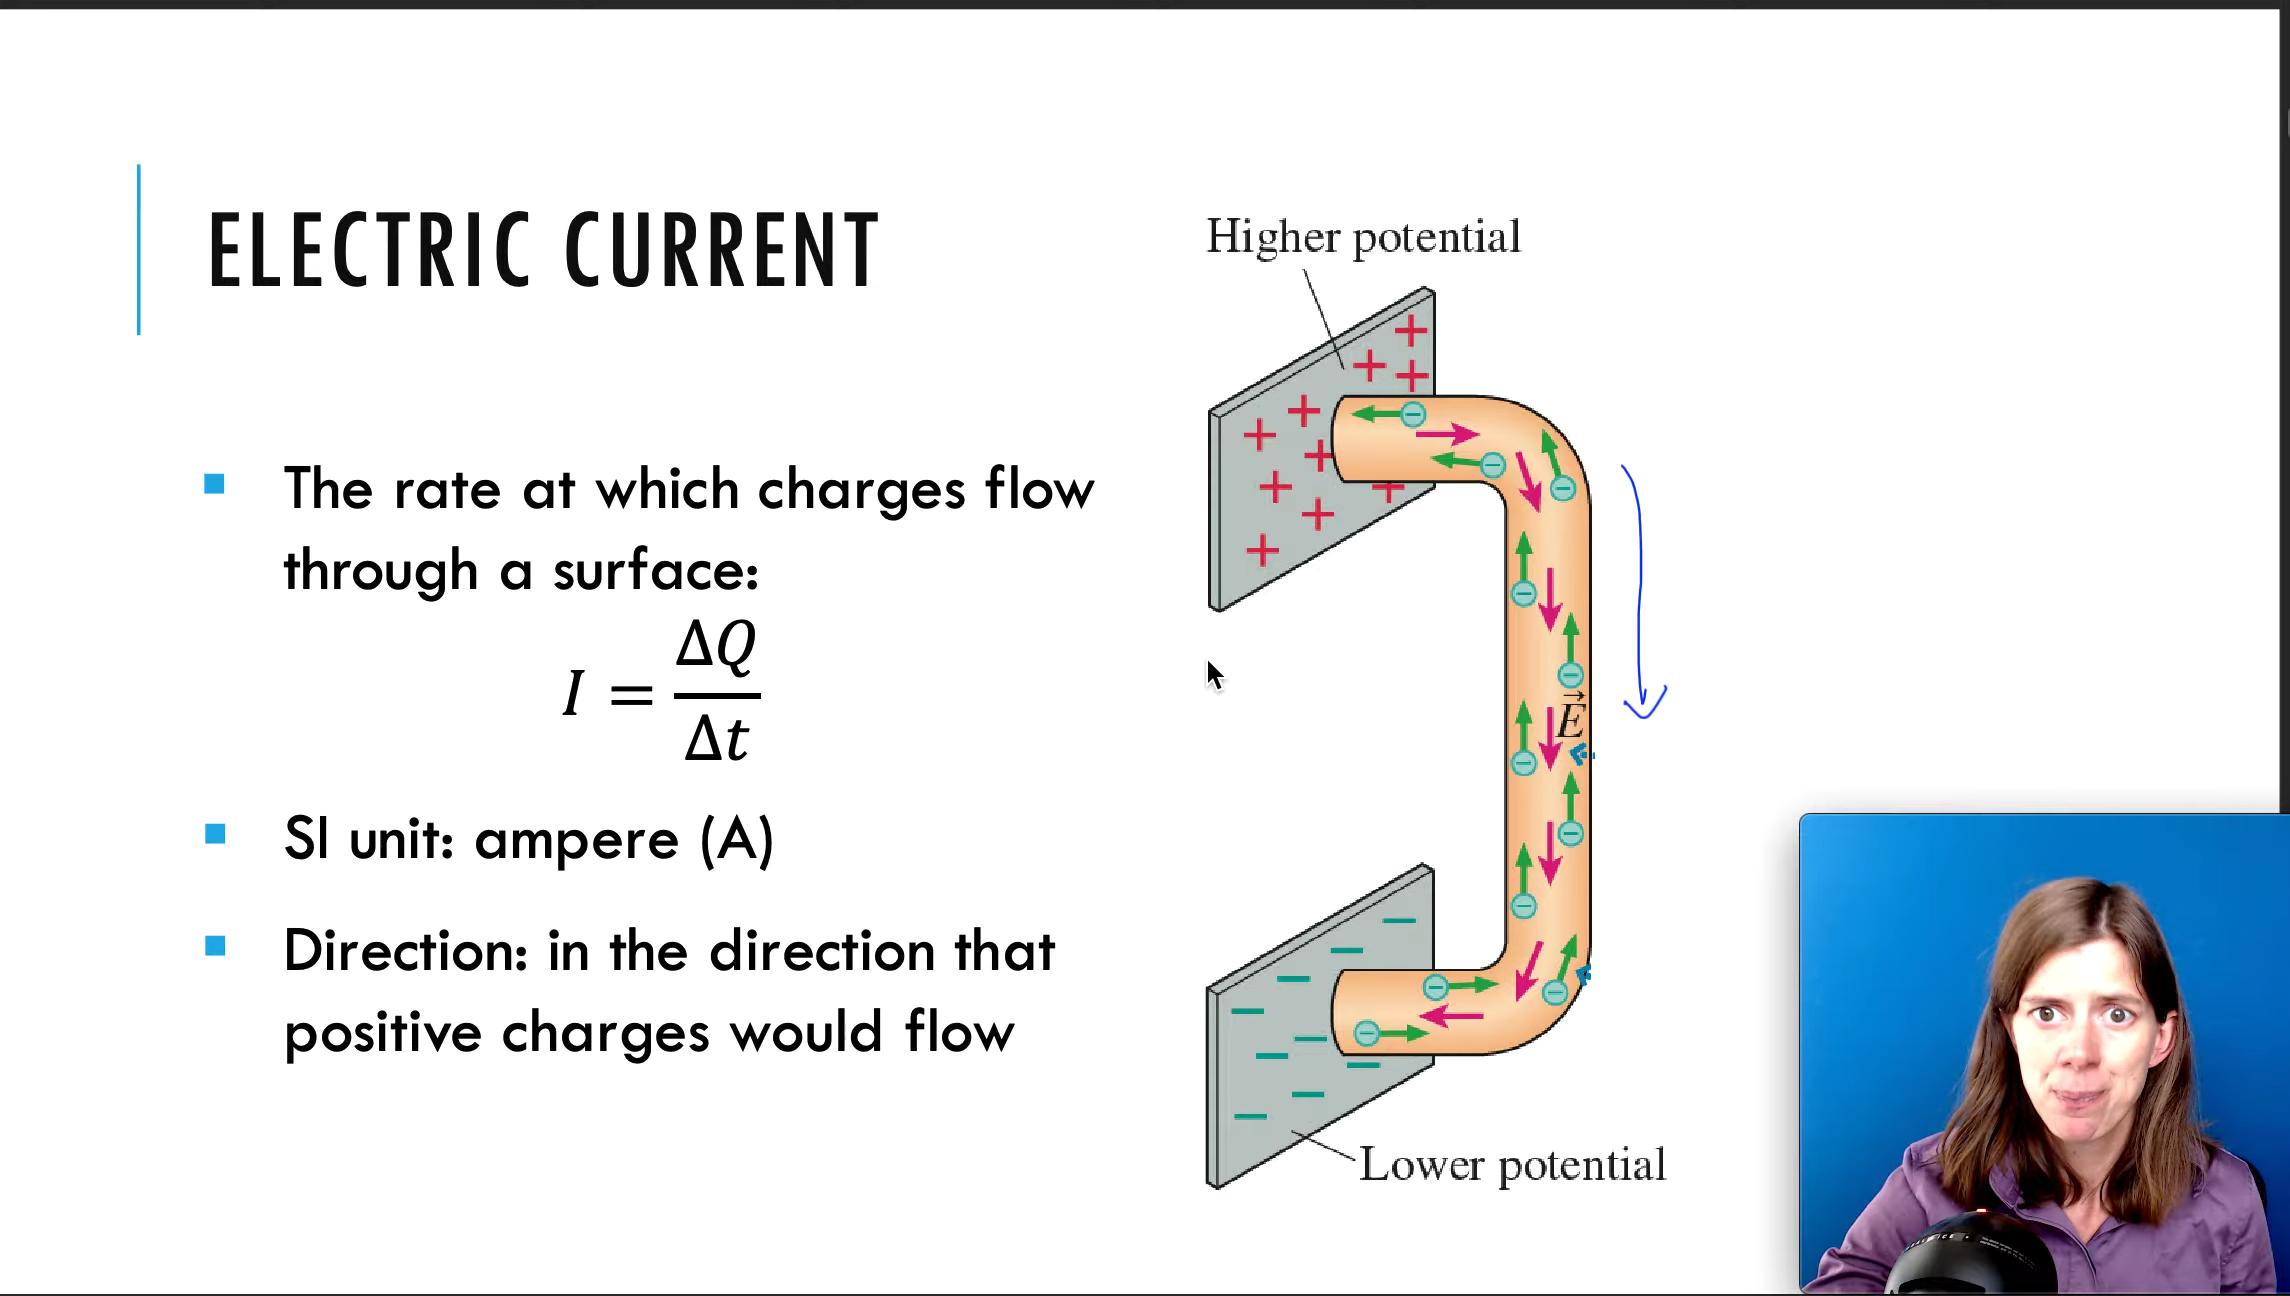 ELECTRIC CURRENT
The rate at which charges flow
through a surface:
I = ΔQ/Δt
SI unit: ampere (A)
Direction: in the direction that
positive charges would flow
Higher potential
E⃗
Lower potential